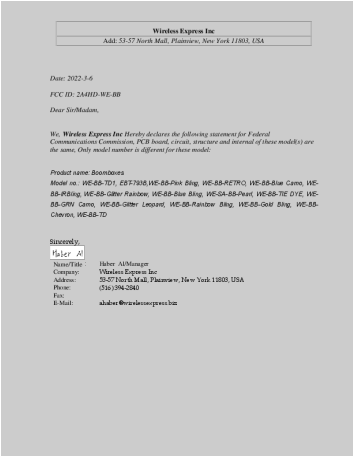 Wireless Express Inc
Add: 53-57 North Mall, Plainview, New York 11803, USA
Date: 2022-3-6
FCC ID: 2A4HD-WE-BB
Dear Sir/Madam,
We, Wireless Express Inc Hereby declares the following statement for Federal
Communications Commission, PCB board, circuit, structure and internal of these model(s) are
the same, Only model number is different for these model:
Product name: Boomboxes
Model no.: WE-BB-TD1, EBT-793B,WE-BB-Pink Bling, WE-BB-RETRO, WE-BB-Blue Camo, WE-
BB-IRBling, WE-BB-Glitter Rainbow, WE-BB-Blue Bling, WE-SA-BB-Pearl, WE-BB-TIE DYE, WE-
BB-GRN Camo, WE-BB-Glitter Leopard, WE-BB-Rainbow Bling, WE-BB-Gold Bling, WE-BB-
Chevron, WE-BB-TD
Sincerely,
Haber Al
Name/Title : Haber Al/Manager
Company: Wireless Express Inc
Address: 53-57 North Mall, Plainview, New York 11803, USA
Phone: (516)394-2840
Fax:
E-Mail: ahaber@wirelessexpress.biz